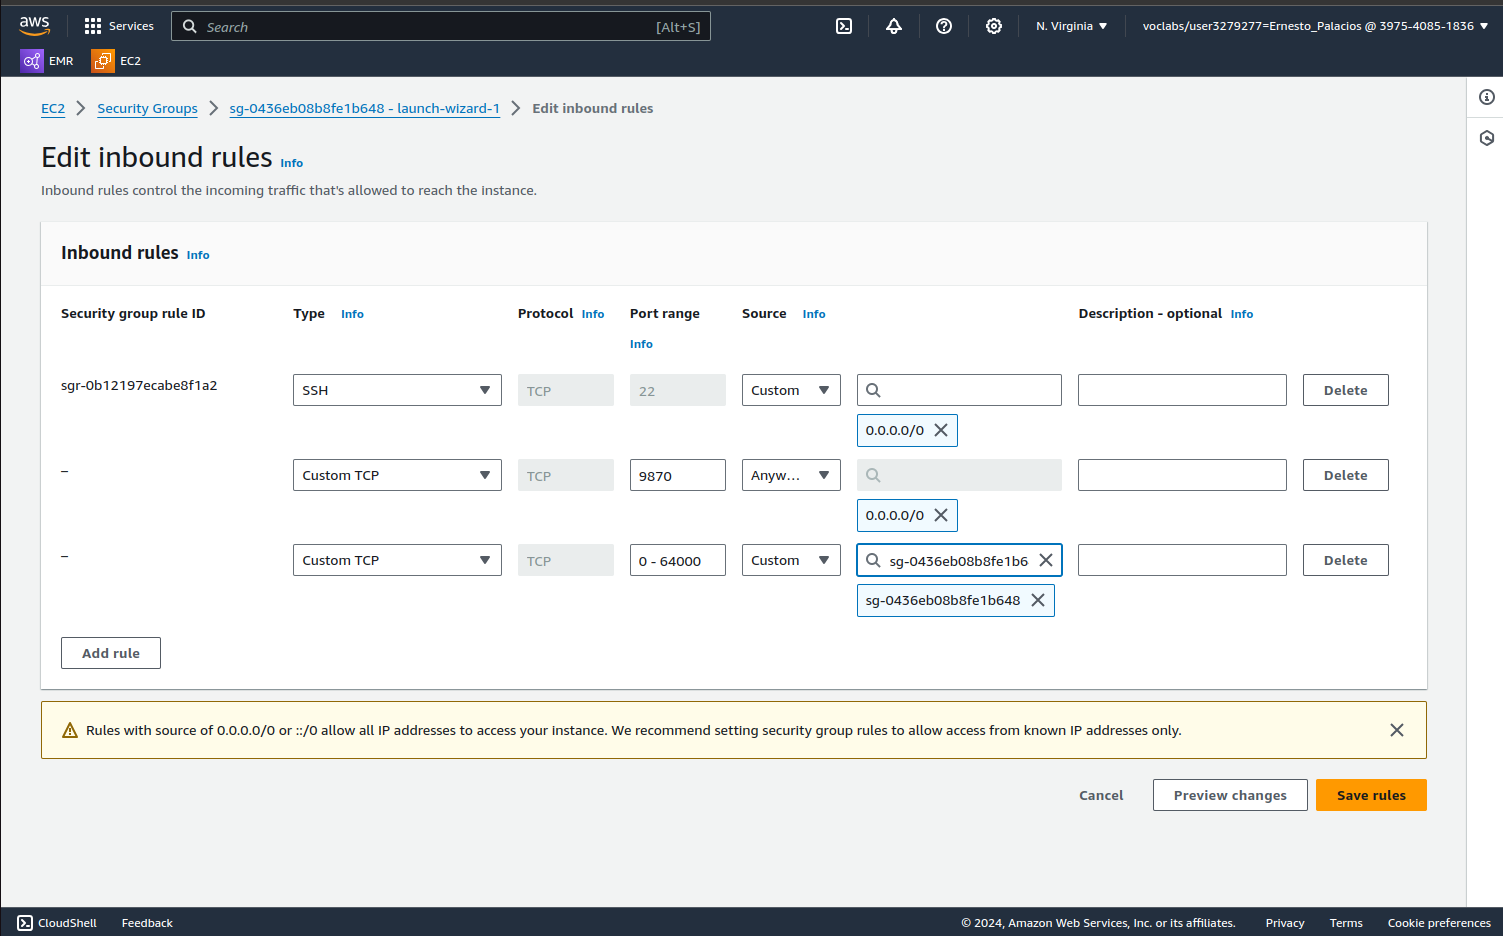 aws
Services
Search
[Alt+S]
N. Virginia
voclabs/user3279277=Ernesto_Palacios @ 3975-4085-1836
EMR
EC2
EC2 > Security Groups > sg-0436eb08b8fe1b648 - launch-wizard-1 > Edit inbound rules
Edit inbound rules Info
Inbound rules control the incoming traffic that's allowed to reach the instance.
Inbound rules Info
Security group rule ID
Type Info
Protocol Info
Port range
Info
Source Info
Description - optional Info
sgr-0b12197ecabe8f1a2
SSH
TCP
22
Custom
Delete
0.0.0.0/0
–
Custom TCP
TCP
9870
Anyw...
Delete
0.0.0.0/0
–
Custom TCP
TCP
0 - 64000
Custom
sg-0436eb08b8fe1b6
Delete
sg-0436eb08b8fe1b648
Add rule
Rules with source of 0.0.0.0/0 or ::/0 allow all IP addresses to access your instance. We recommend setting security group rules to allow access from known IP addresses only.
Cancel
Preview changes
Save rules
CloudShell
Feedback
© 2024, Amazon Web Services, Inc. or its affiliates.
Privacy
Terms
Cookie preferences